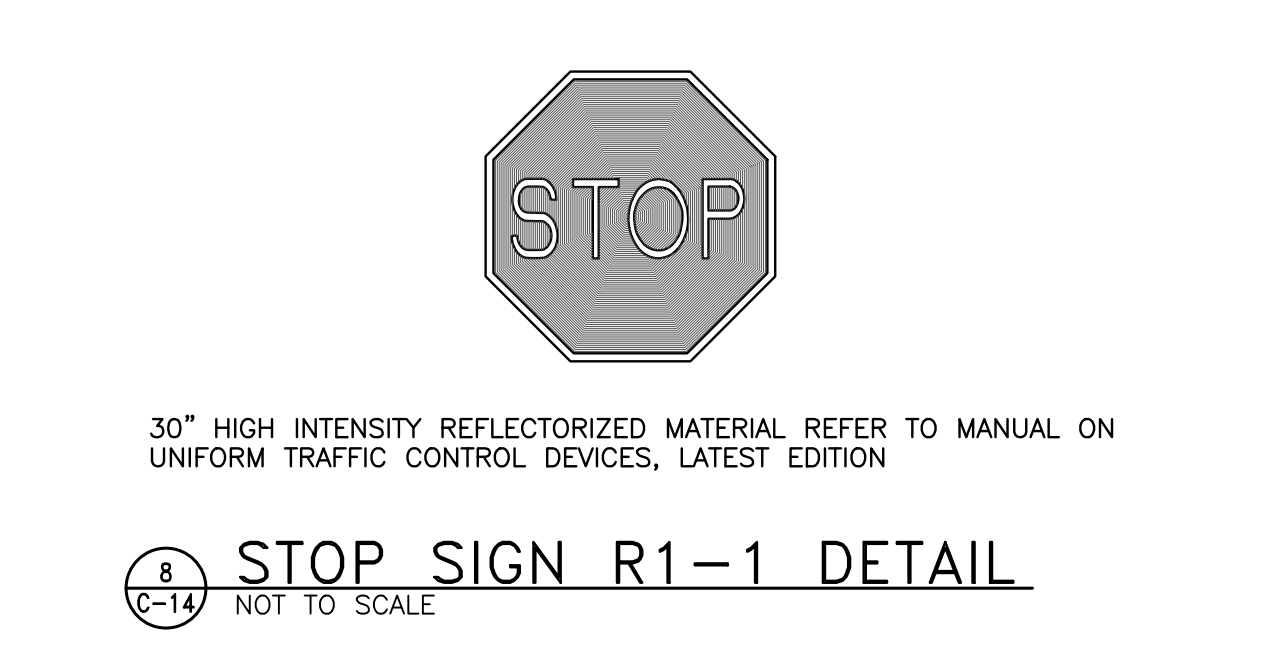 STOP
30” HIGH INTENSITY REFLECTORIZED MATERIAL REFER TO MANUAL ON
UNIFORM TRAFFIC CONTROL DEVICES, LATEST EDITION
8
STOP SIGN R1-1 DETAIL
C-14
NOT TO SCALE